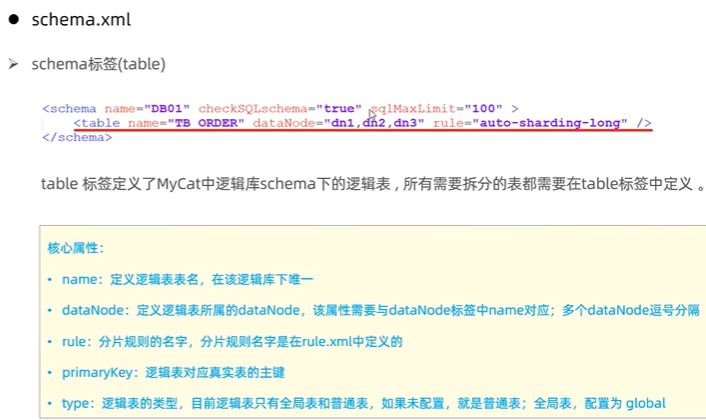 ● schema.xml
➢ schema标签(table)
<schema name="DB01" checkSQLschema="true" sqlMaxLimit="100" >
<table name="TB_ORDER" dataNode="dn1,dn2,dn3" rule="auto-sharding-long" />
</schema>
table 标签定义了MyCat中逻辑库schema下的逻辑表 , 所有需要拆分的表都需要在table标签中定义 。
核心属性：
• name：定义逻辑表表名，在该逻辑库下唯一
• dataNode：定义逻辑表所属的dataNode，该属性需要与dataNode标签中name对应；多个dataNode逗号分隔
• rule：分片规则的名字，分片规则名字是在rule.xml中定义的
• primaryKey：逻辑表对应真实表的主键
• type：逻辑表的类型，目前逻辑表只有全局表和普通表，如果未配置，就是普通表；全局表，配置为 global